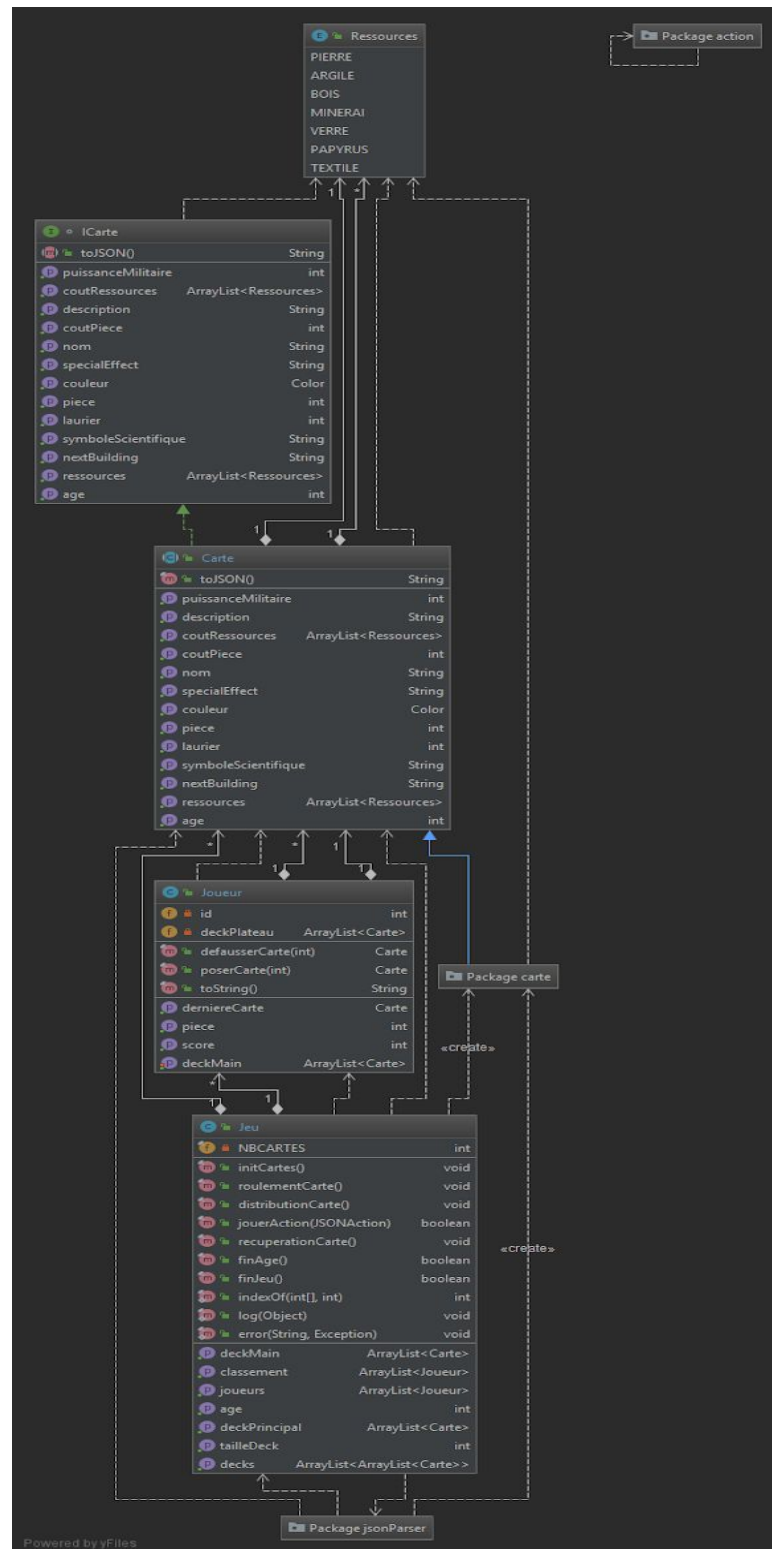 Ressources
PIERRE
ARGILE
BOIS
MINERAI
VERRE
PAPYRUS
TEXTILE
Package action
1
*
ICarte
toJSON() String
puissanceMilitaire int
coutRessources ArrayList<Ressources>
description String
coutPiece int
nom String
specialEffect String
couleur Color
piece int
laurier int
symboleScientifique String
nextBuilding String
ressources ArrayList<Ressources>
age int
1
1
Carte
toJSON() String
puissanceMilitaire int
description String
coutRessources ArrayList<Ressources>
coutPiece int
nom String
specialEffect String
couleur Color
piece int
laurier int
symboleScientifique String
nextBuilding String
ressources ArrayList<Ressources>
age int
*
*
1
1
1
Joueur
id int
deckPlateau ArrayList<Carte>
defausserCarte(int) Carte
poserCarte(int) Carte
toString() String
derniereCarte Carte
piece int
score int
deckMain ArrayList<Carte>
Package carte
«create»
*
1
1
Jeu
NBCARTES int
initCartes() void
roulementCarte() void
distributionCarte() void
jouerAction(JSONAction) boolean
recuperationCarte() void
finAge() boolean
finJeu() boolean
indexOf(int[], int) int
log(Object) void
error(String, Exception) void
deckMain ArrayList<Carte>
classement ArrayList<Joueur>
joueurs ArrayList<Joueur>
age int
deckPrincipal ArrayList<Carte>
tailleDeck int
decks ArrayList<ArrayList<Carte>>
«create»
Package jsonParser
Powered by yFiles